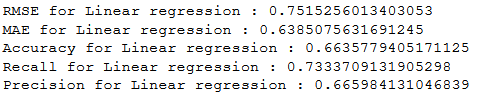 RMSE for Linear regression : 0.7515256013403053
MAE for Linear regression : 0.6385075631691245
Accuracy for Linear regression : 0.6635779405171125
Recall for Linear regression : 0.7333709131905298
Precision for Linear regression : 0.665984131046839